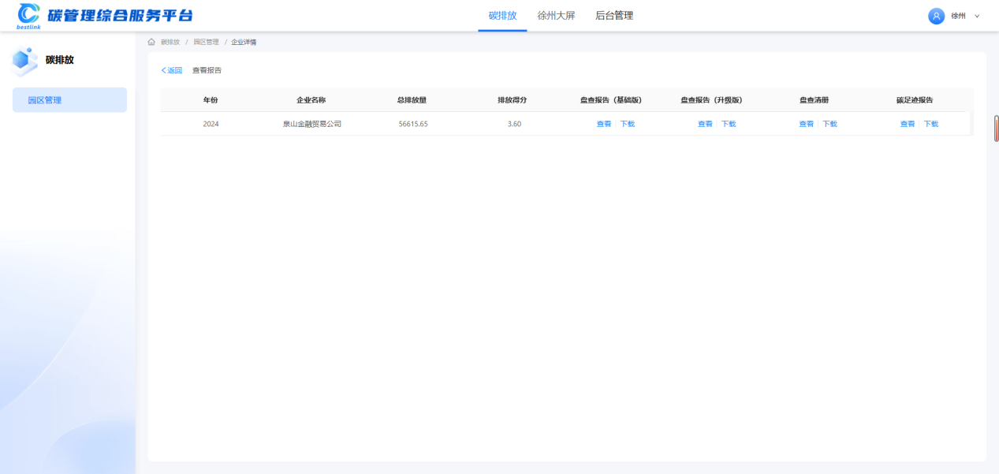 碳管理综合服务平台
bestlink
碳排放 徐州大屏 后台管理
徐州
碳排放 / 园区管理 / 企业详情
碳排放
园区管理
返回 查看报告
年份 企业名称 总排放量 排放得分 盘查报告（基础版） 盘查报告（升级版） 盘查清册 碳足迹报告
2024 泉山金融贸易公司 56615.65 3.60 查看 下载 查看 下载 查看 下载 查看 下载